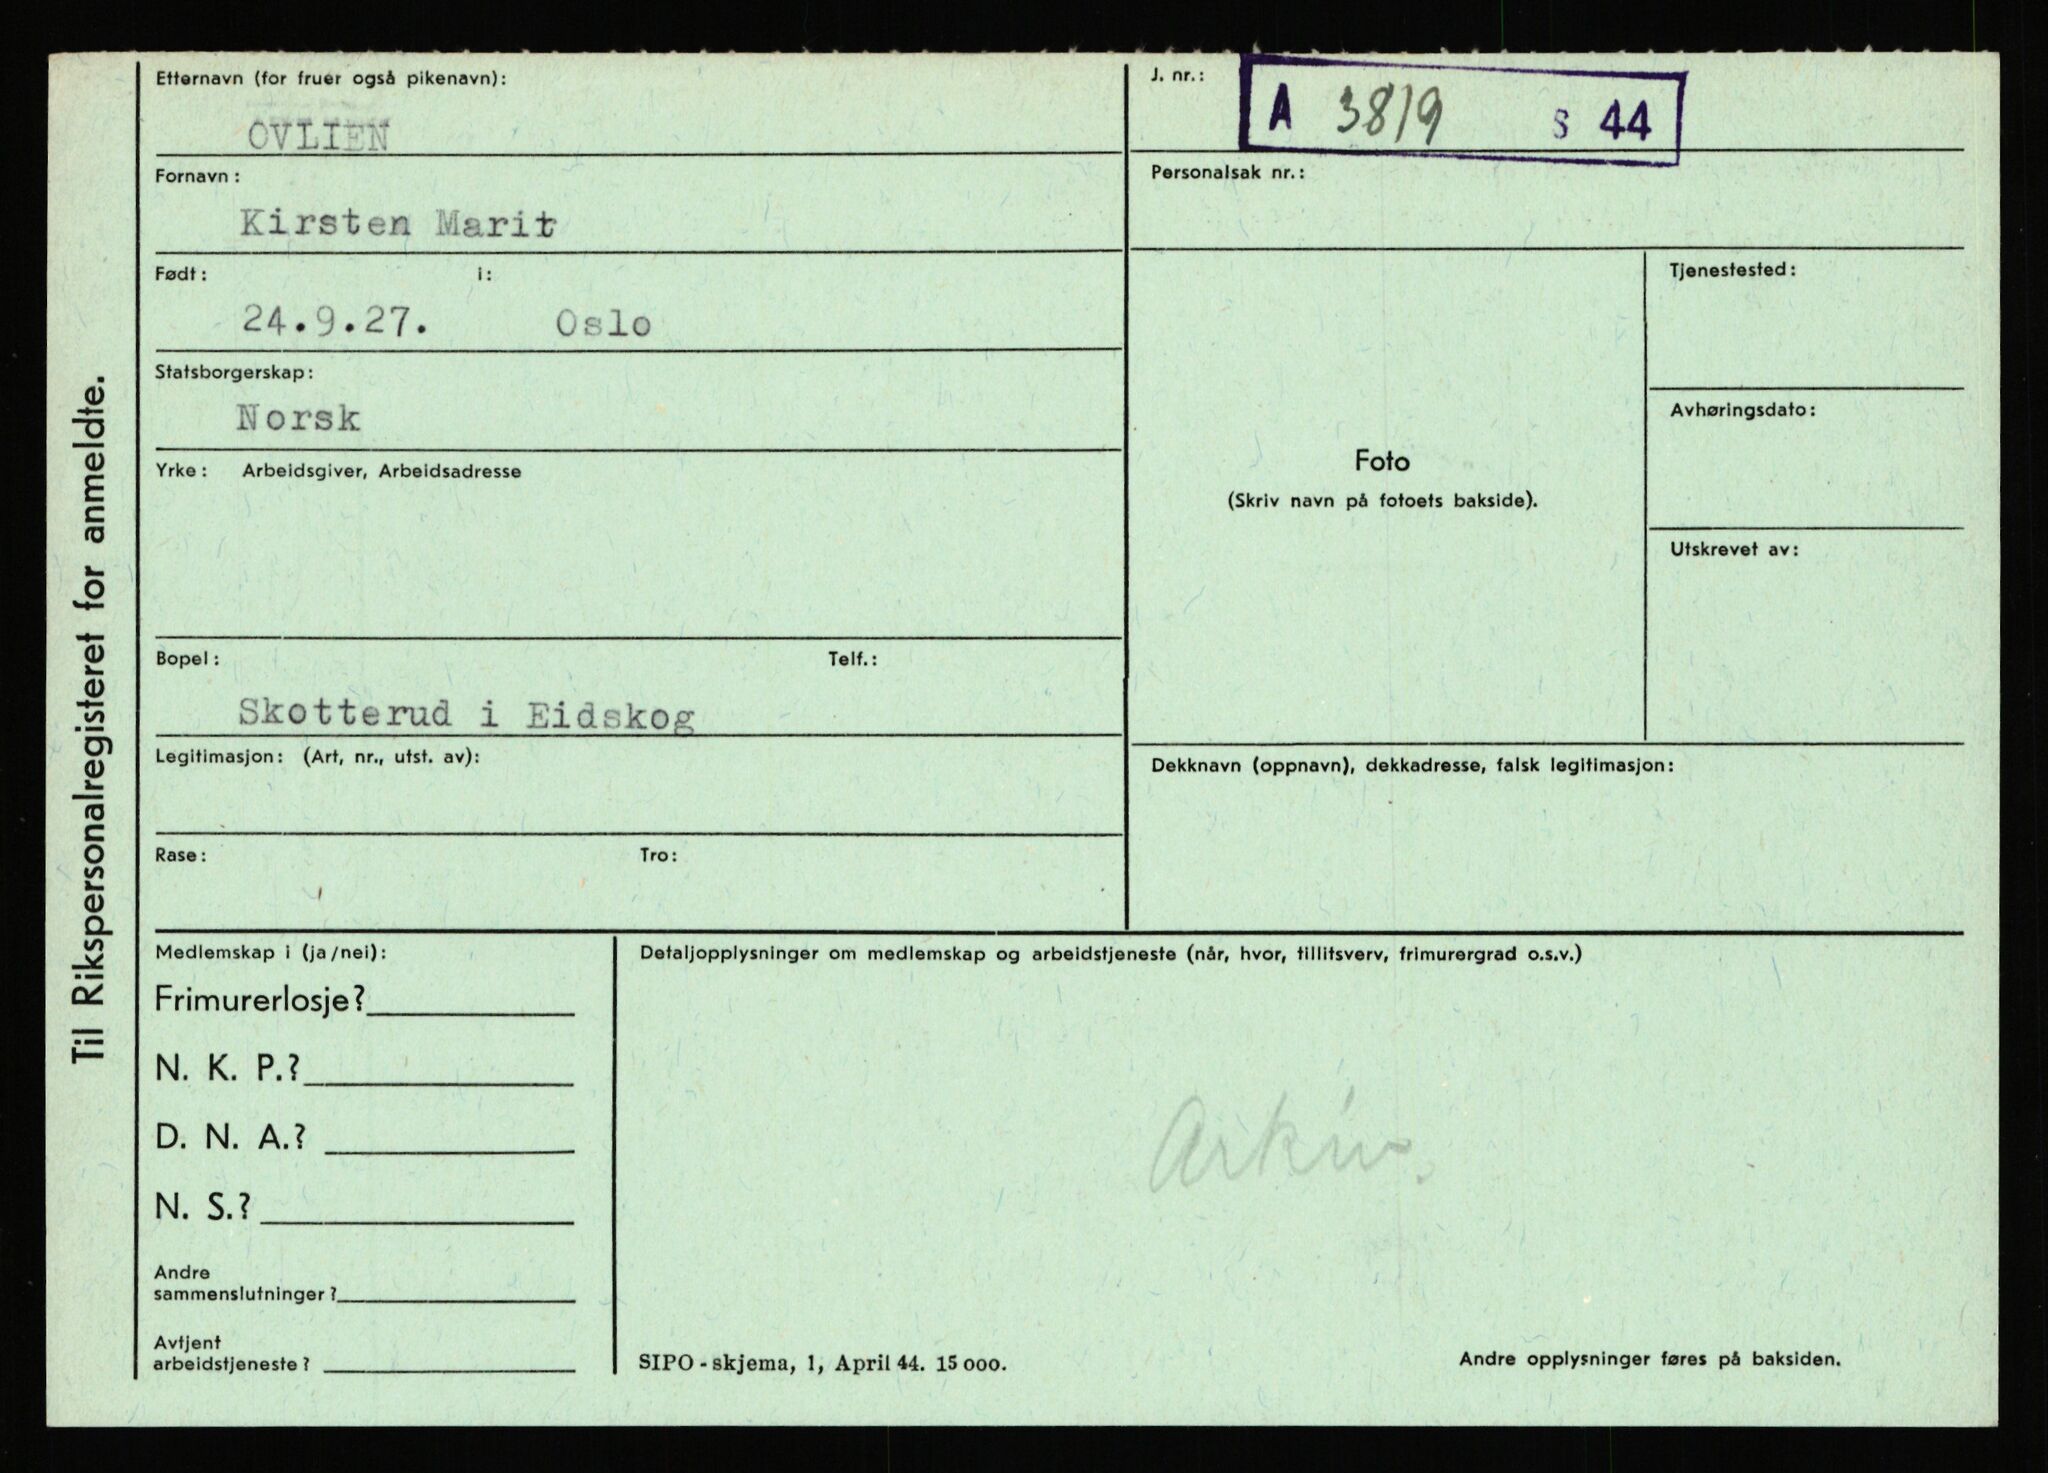 Til Rikspersonalregisteret for anmeldte.
Etternavn (for fruer også pikenavn):
OVLIEN
Fornavn:
Kirsten Marit
Født: i:
24.9.27. Oslo
Statsborgerskap:
Norsk
Yrke: Arbeidsgiver, Arbeidsadresse
Bopel: Telf.:
Skotterud i Eidskog
Legitimasjon: (Art, nr., utst. av):
Rase: Tro:
J. nr.:
A 3819 S 44
Personalsak nr.:
Foto
(Skriv navn på fotoets bakside).
Tjenestested:
Avhøringsdato:
Utskrevet av:
Dekknavn (oppnavn), dekkadresse, falsk legitimasjon:
Medlemskap i (ja/nei):
Frimurerlosje?
N. K. P.?
D. N. A.?
N. S.?
Andre
sammenslutninger?
Avtjent
arbeidstjeneste?
Detaljopplysninger om medlemskap og arbeidstjeneste (når, hvor, tillitsverv, frimurergrad o.s.v.)
Arkiv.
SIPO-skjema, 1, April 44. 15 000.
Andre opplysninger føres på baksiden.